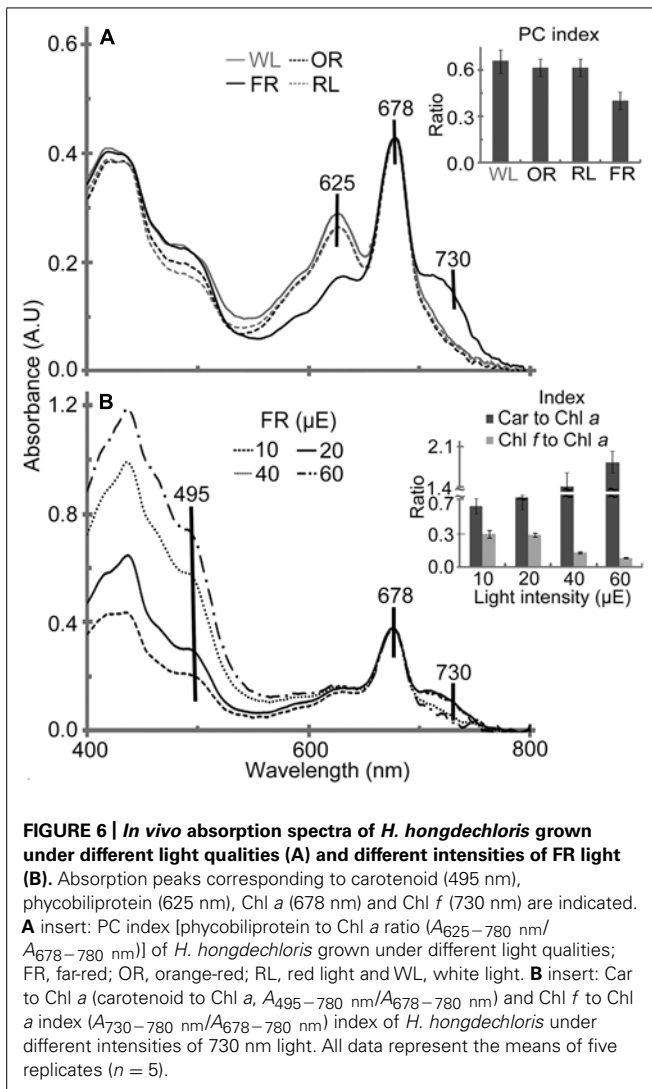 A
WL
OR
FR
RL
PC index
Ratio
0.6
0.3
0.0
WL OR RL FR
0.6
0.4
0.2
0.0
625
678
730
Absorbance (A.U)
B
FR (µE)
10
20
40
60
Index
Car to Chl a
Chl f to Chl a
Ratio
2.1
1.4
0.7
0.3
0.0
10 20 40 60
Light intensity (µE)
1.2
0.8
0.4
0.0
495
678
730
400 600 800
Wavelength (nm)
FIGURE 6 | In vivo absorption spectra of H. hongdechloris grown
under different light qualities (A) and different intensities of FR light
(B). Absorption peaks corresponding to carotenoid (495 nm),
phycobiliprotein (625 nm), Chl a (678 nm) and Chl f (730 nm) are indicated.
A insert: PC index [phycobiliprotein to Chl a ratio (A625−780 nm/
A678−780 nm)] of H. hongdechloris grown under different light qualities;
FR, far-red; OR, orange-red; RL, red light and WL, white light. B insert: Car
to Chl a (carotenoid to Chl a, A495−780 nm/A678−780 nm) and Chl f to Chl
a index (A730−780 nm/A678−780 nm) index of H. hongdechloris under
different intensities of 730 nm light. All data represent the means of five
replicates (n = 5).